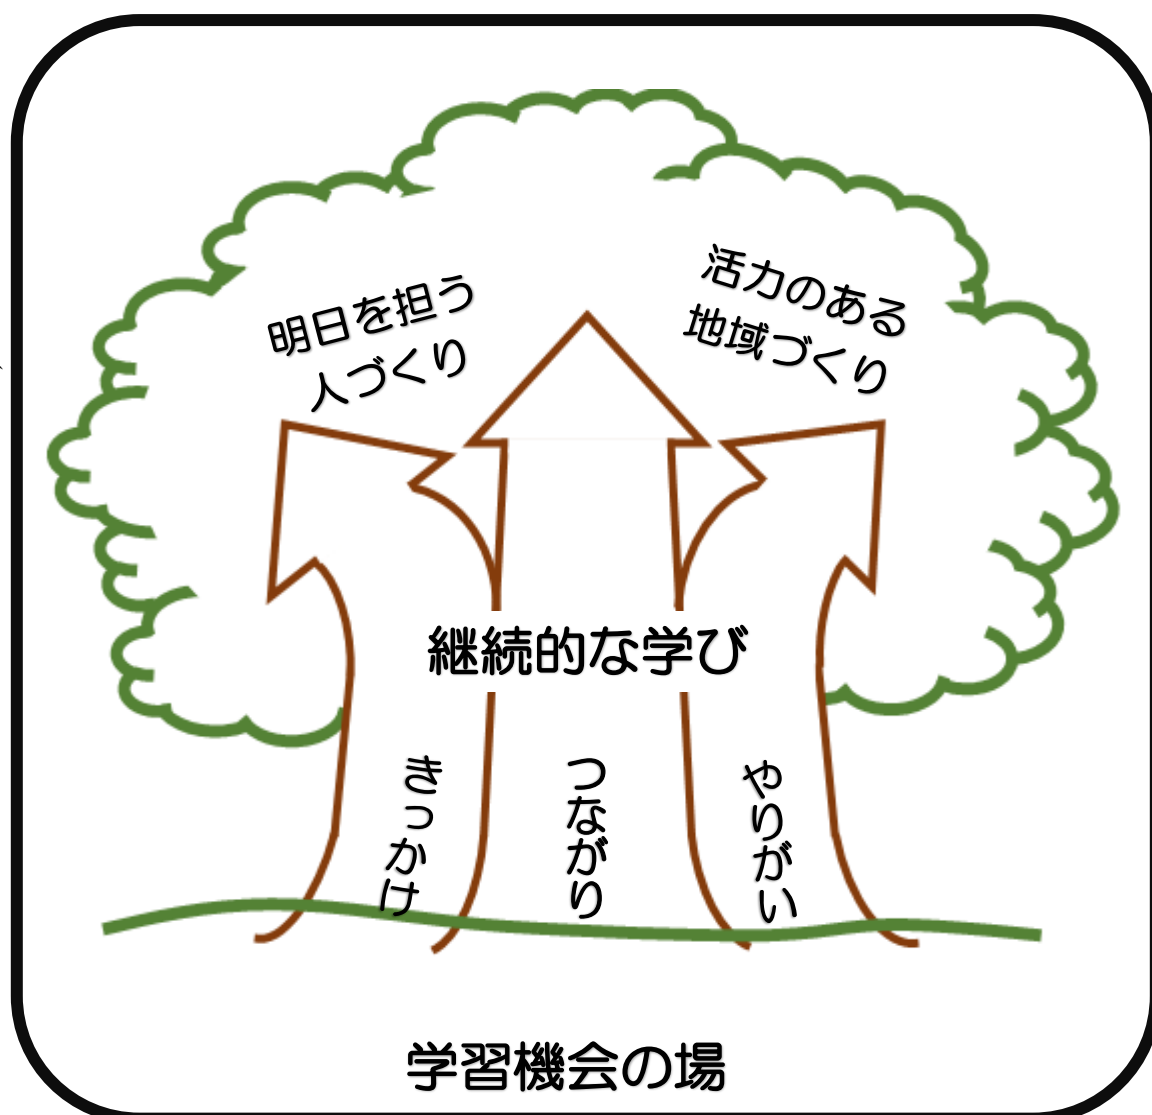 明日を担う
人づくり
活力のある
地域づくり
継続的な学び
きっかけ
つながり
やりがい
学習機会の場